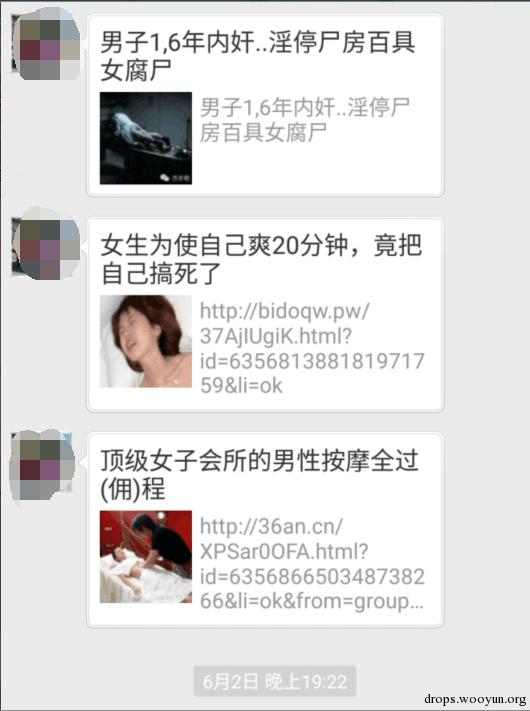 男子1,6年内奸..淫停尸房百具
女腐尸
男子1,6年内奸..淫停尸
房百具女腐尸
女生为使自己爽20分钟，竟把
自己搞死了
http://bidoqw.pw/
37AjIUgiK.html?
id=6356813881819717
59&li=ok
顶级女子会所的男性按摩全过
(佣)程
http://36an.cn/
XPSar0OFA.html?
id=6356866503487382
66&li=ok&from=group...
6月2日 晚上19:22
drops.wooyun.org